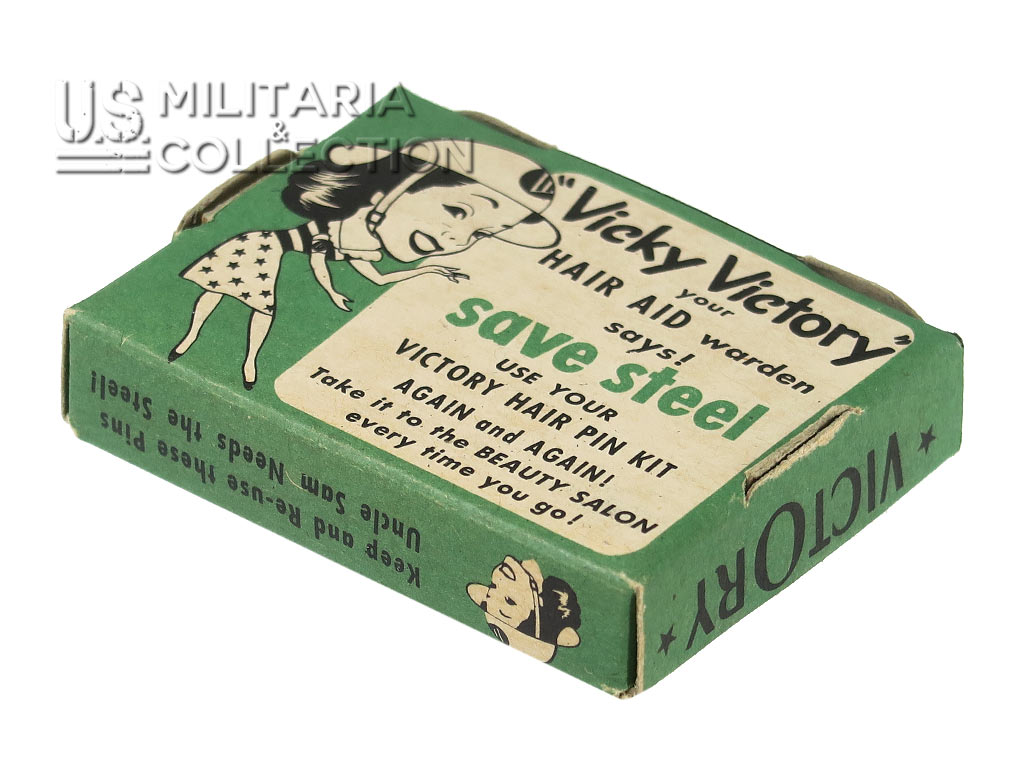 U.S. MILITARIA
&
COLLECTION
"Vicky Victory"
your
HAIR AID warden
says!
save steel
USE YOUR
VICTORY HAIR PIN KIT
AGAIN and AGAIN!
Take it to the BEAUTY SALON
every time you go!
Keep and Re-use these Pins
Uncle Sam Needs the Steel!
★ VICTORY ★